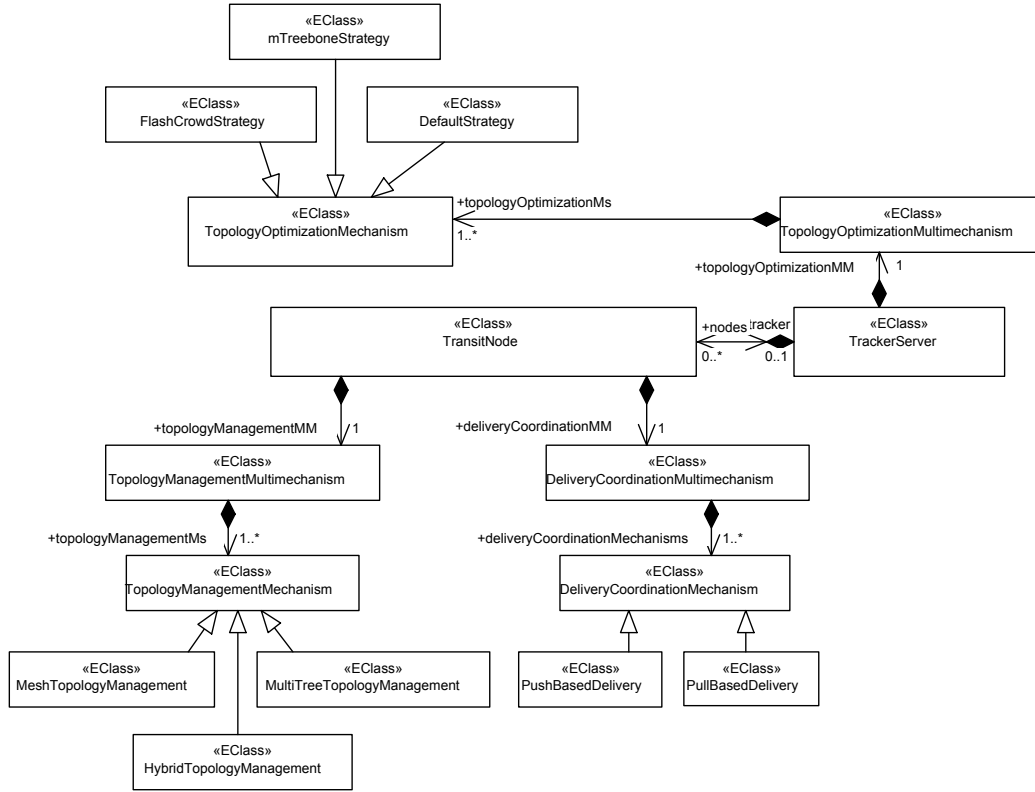 «EClass»
mTreeboneStrategy
«EClass»
FlashCrowdStrategy
«EClass»
DefaultStrategy
«EClass»
TopologyOptimizationMechanism
+topologyOptimizationMs
1..*
«EClass»
TopologyOptimizationMultimechanism
+topologyOptimizationMM
1
«EClass»
TransitNode
+nodes
tracker
0..*
0..1
«EClass»
TrackerServer
+topologyManagementMM
1
+deliveryCoordinationMM
1
«EClass»
TopologyManagementMultimechanism
«EClass»
DeliveryCoordinationMultimechanism
+topologyManagementMs
1..*
+deliveryCoordinationMechanisms
1..*
«EClass»
TopologyManagementMechanism
«EClass»
DeliveryCoordinationMechanism
«EClass»
MeshTopologyManagement
«EClass»
MultiTreeTopologyManagement
«EClass»
PushBasedDelivery
«EClass»
PullBasedDelivery
«EClass»
HybridTopologyManagement